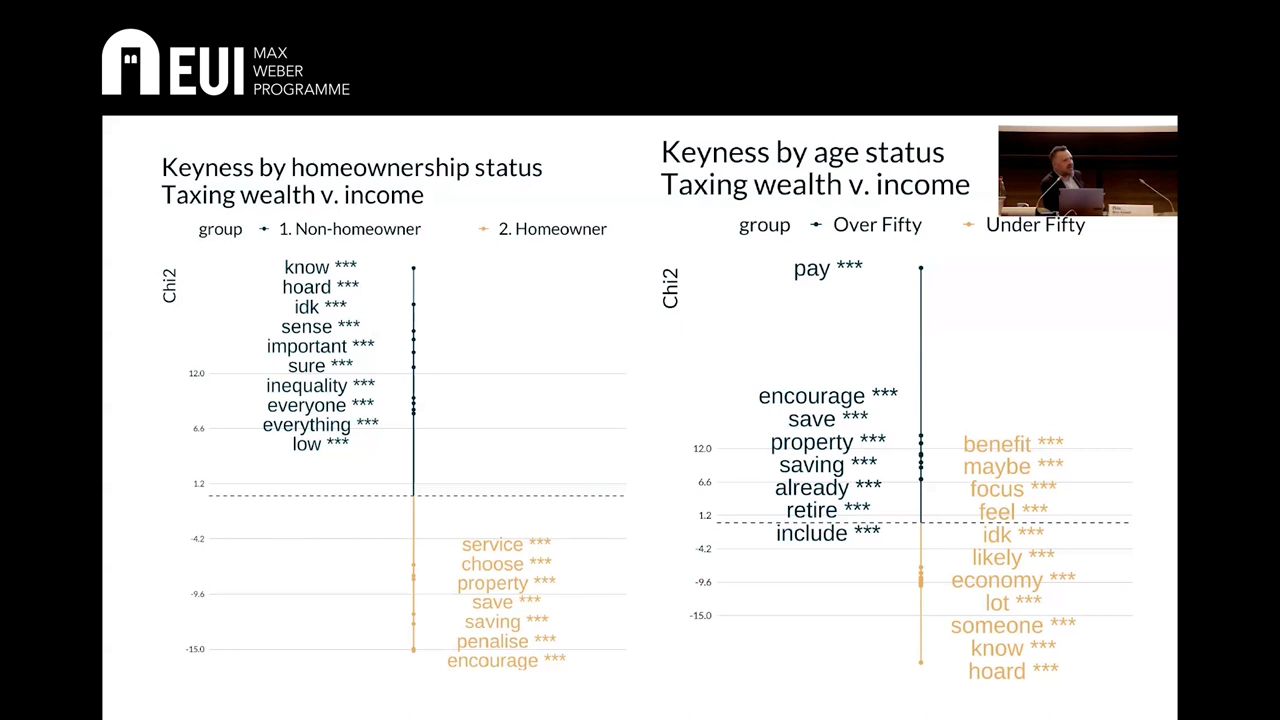 EUI
MAX
WEBER
PROGRAMME
Keyness by homeownership status
Taxing wealth v. income
group 1. Non-homeowner 2. Homeowner
Chi2
know ***
hoard ***
idk ***
sense ***
important ***
sure ***
12.0
inequality ***
everyone ***
everything ***
6.6
low ***
1.2
-4.2
service ***
choose ***
property ***
-9.6
save ***
saving ***
penalise ***
-15.0
encourage ***
Keyness by age status
Taxing wealth v. income
group Over Fifty Under Fifty
Chi2
pay ***
encourage ***
save ***
property ***
benefit ***
12.0
saving ***
maybe ***
6.6
already ***
focus ***
retire ***
feel ***
1.2
include ***
idk ***
-4.2
likely ***
-9.6
economy ***
lot ***
-15.0
someone ***
know ***
hoard ***